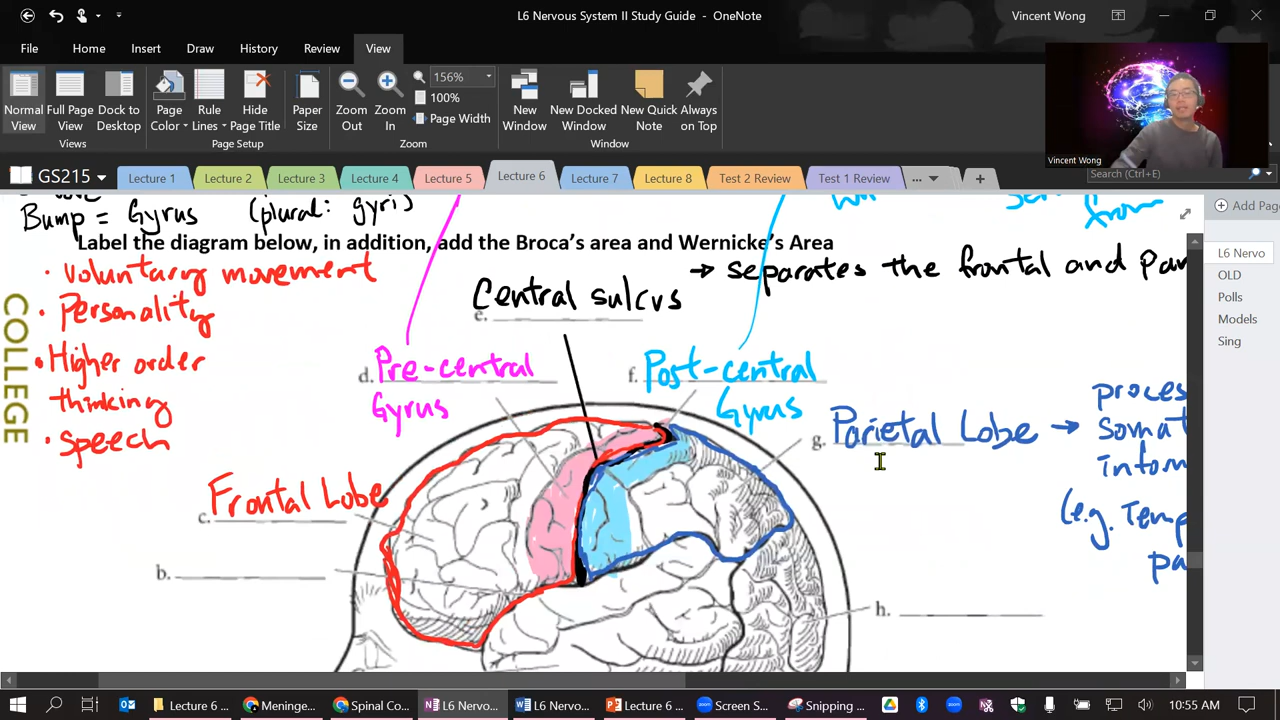 L6 Nervous System II Study Guide - OneNote
Vincent Wong
File Home Insert Draw History Review View
156%
100%
Page Width
Normal View
Full Page View
Dock to Desktop
Page Color
Rule Lines
Hide Page Title
Paper Size
Zoom Out
Zoom In
New Window
New Docked Window
New Quick Note
Always on Top
Views
Page Setup
Zoom
Window
Vincent Wong
GS215
Lecture 1 Lecture 2 Lecture 3 Lecture 4 Lecture 5 Lecture 6 Lecture 7 Lecture 8 Test 2 Review Test 1 Review ...
Search (Ctrl+E)
Add Pag
L6 Nervo
OLD
Polls
Models
Sing
Bump = Gyrus (plural: gyri)
from
Label the diagram below, in addition, add the Broca's area and Wernicke's Area
• voluntary movement
• Personality
• Higher order
thinking
• Speech
→ separates the frontal and par
Central sulcus
e.
d. Pre-central
Gyrus
f. Post-central
Gyrus
g. Parietal Lobe →
proces
Somat
inform
(e.g. Temp
pa
Frontal Lobe
c.
b.
h.
COLLEGE
Lecture 6 ...
Meninge...
Spinal Co...
L6 Nervo...
L6 Nervo...
Lecture 6 ...
Screen S...
Snipping ...
10:55 AM